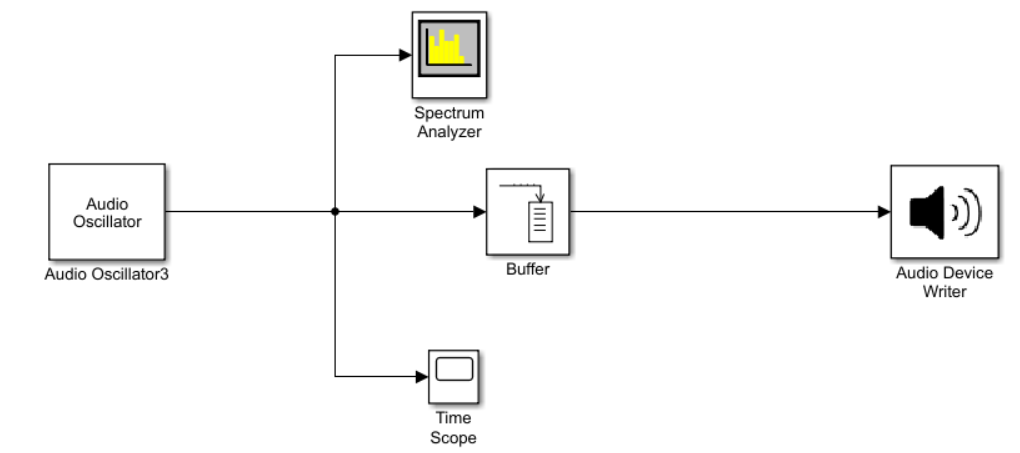 Spectrum
Analyzer
Audio
Oscillator
Audio Oscillator3
Buffer
Audio Device
Writer
Time
Scope